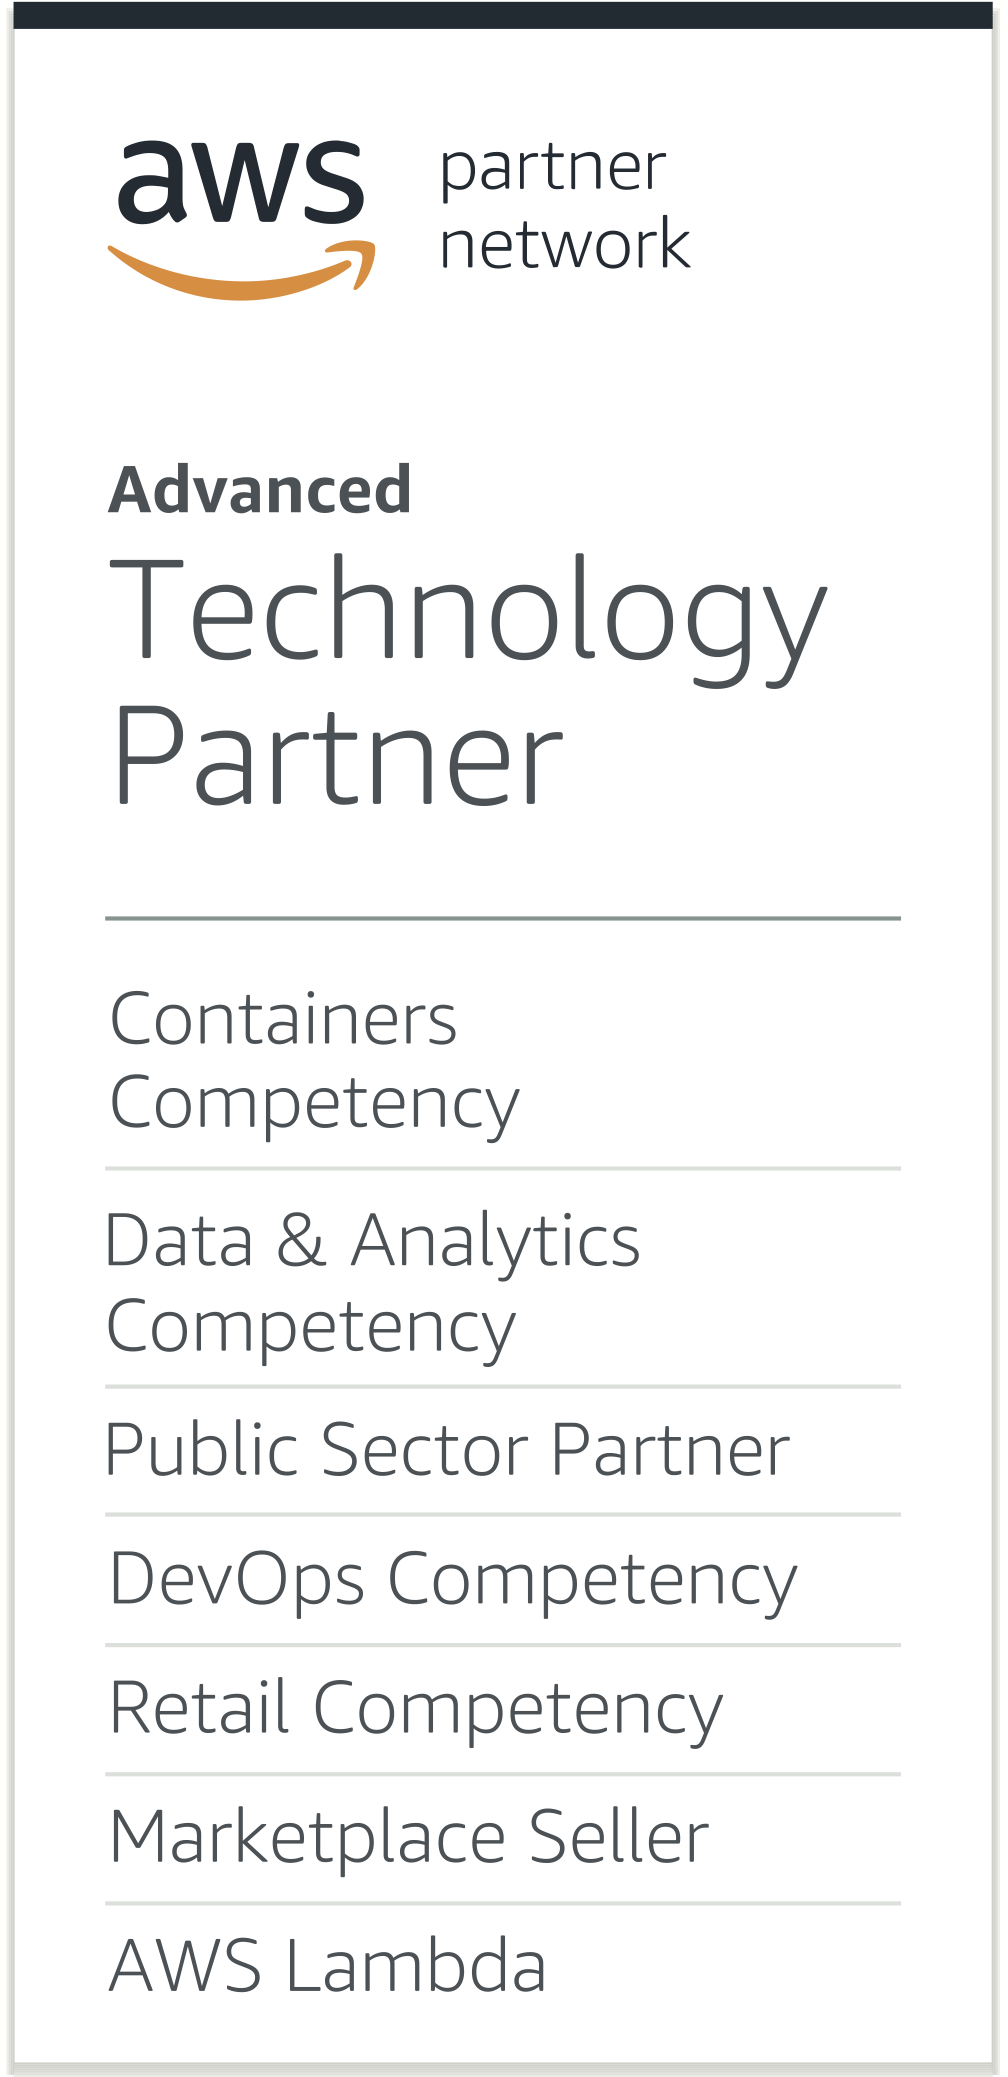 aws
partner
network
Advanced
Technology
Partner
Containers
Competency
Data & Analytics
Competency
Public Sector Partner
DevOps Competency
Retail Competency
Marketplace Seller
AWS Lambda